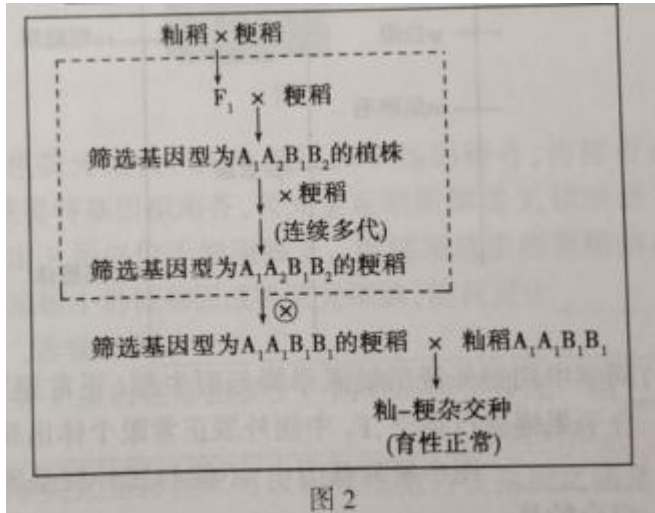 籼稻×粳稻
F₁ × 粳稻
筛选基因型为A₁A₂B₁B₂的植株
×粳稻
(连续多代)
筛选基因型为A₁A₂B₁B₂的粳稻
⊗
筛选基因型为A₁A₁B₁B₁的粳稻 × 籼稻A₁A₁B₁B₁
籼-粳杂交种
(育性正常)
图2